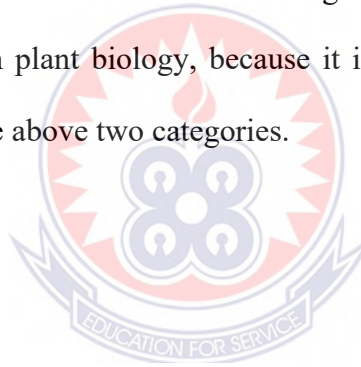 n plant biology, because it i
e above two categories.
EDUCATION FOR SERVICE